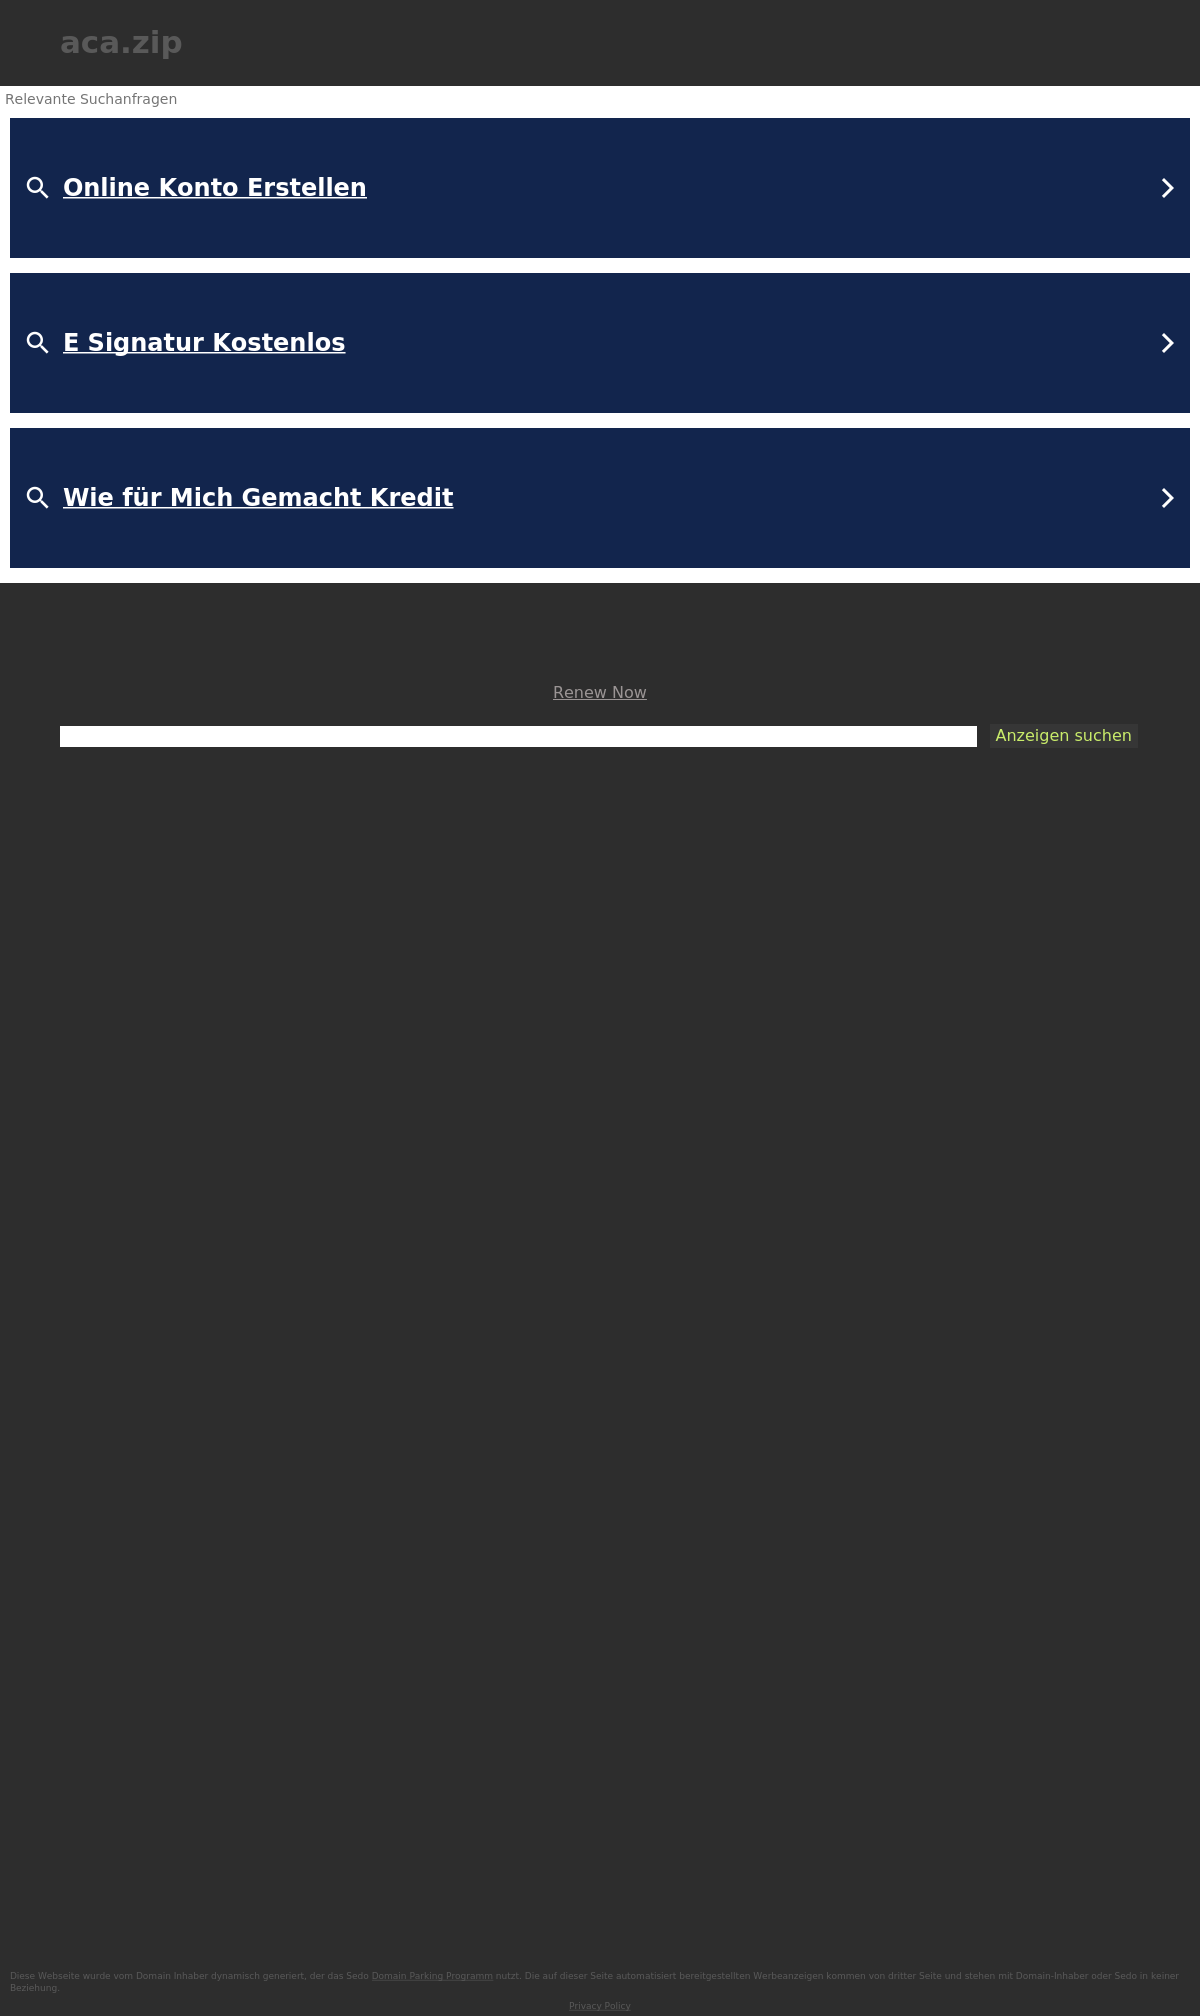 aca.zip
Relevante Suchanfragen
Online Konto Erstellen
E Signatur Kostenlos
Wie für Mich Gemacht Kredit
Renew Now
Anzeigen suchen
Diese Webseite wurde vom Domain Inhaber dynamisch generiert, der das Sedo Domain Parking Programm nutzt. Die auf dieser Seite automatisiert bereitgestellten Werbeanzeigen kommen von dritter Seite und stehen mit Domain-Inhaber oder Sedo in keiner
Beziehung.
Privacy Policy